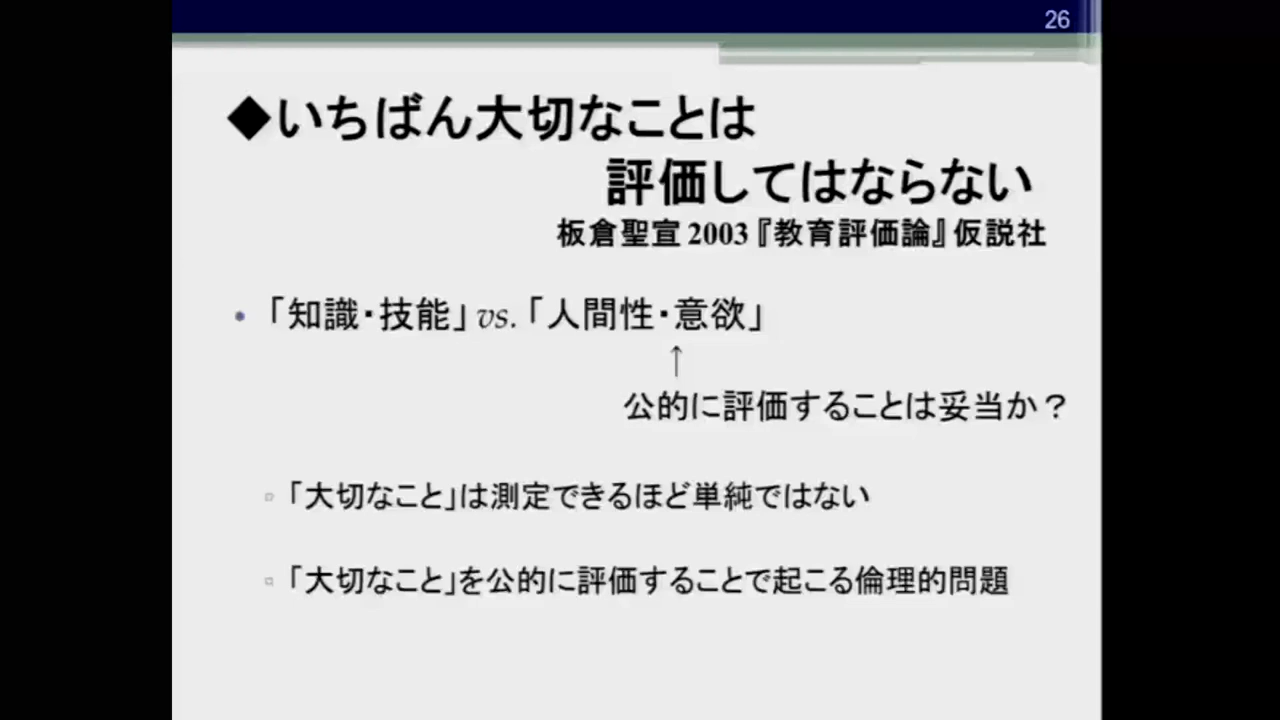 26
◆いちばん大切なことは
評価してはならない
板倉聖宣 2003『教育評価論』仮説社
•「知識・技能」vs.「人間性・意欲」
↑
公的に評価することは妥当か？
▫「大切なこと」は測定できるほど単純ではない
▫「大切なこと」を公的に評価することで起こる倫理的問題